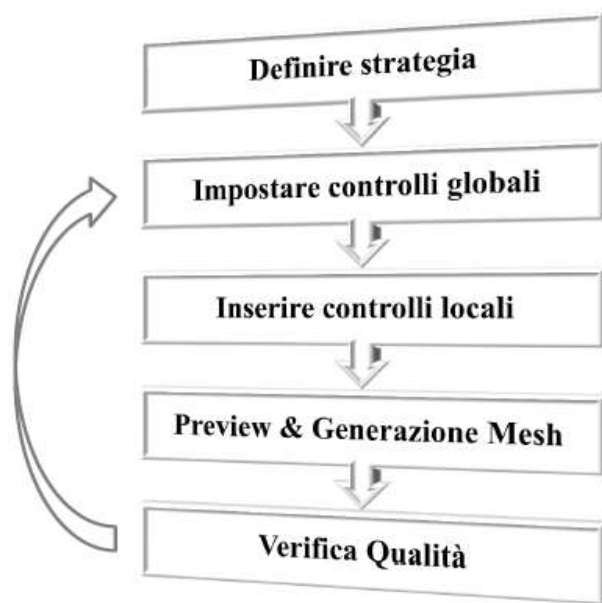 Definire strategia
Impostare controlli globali
Inserire controlli locali
Preview & Generazione Mesh
Verifica Qualità